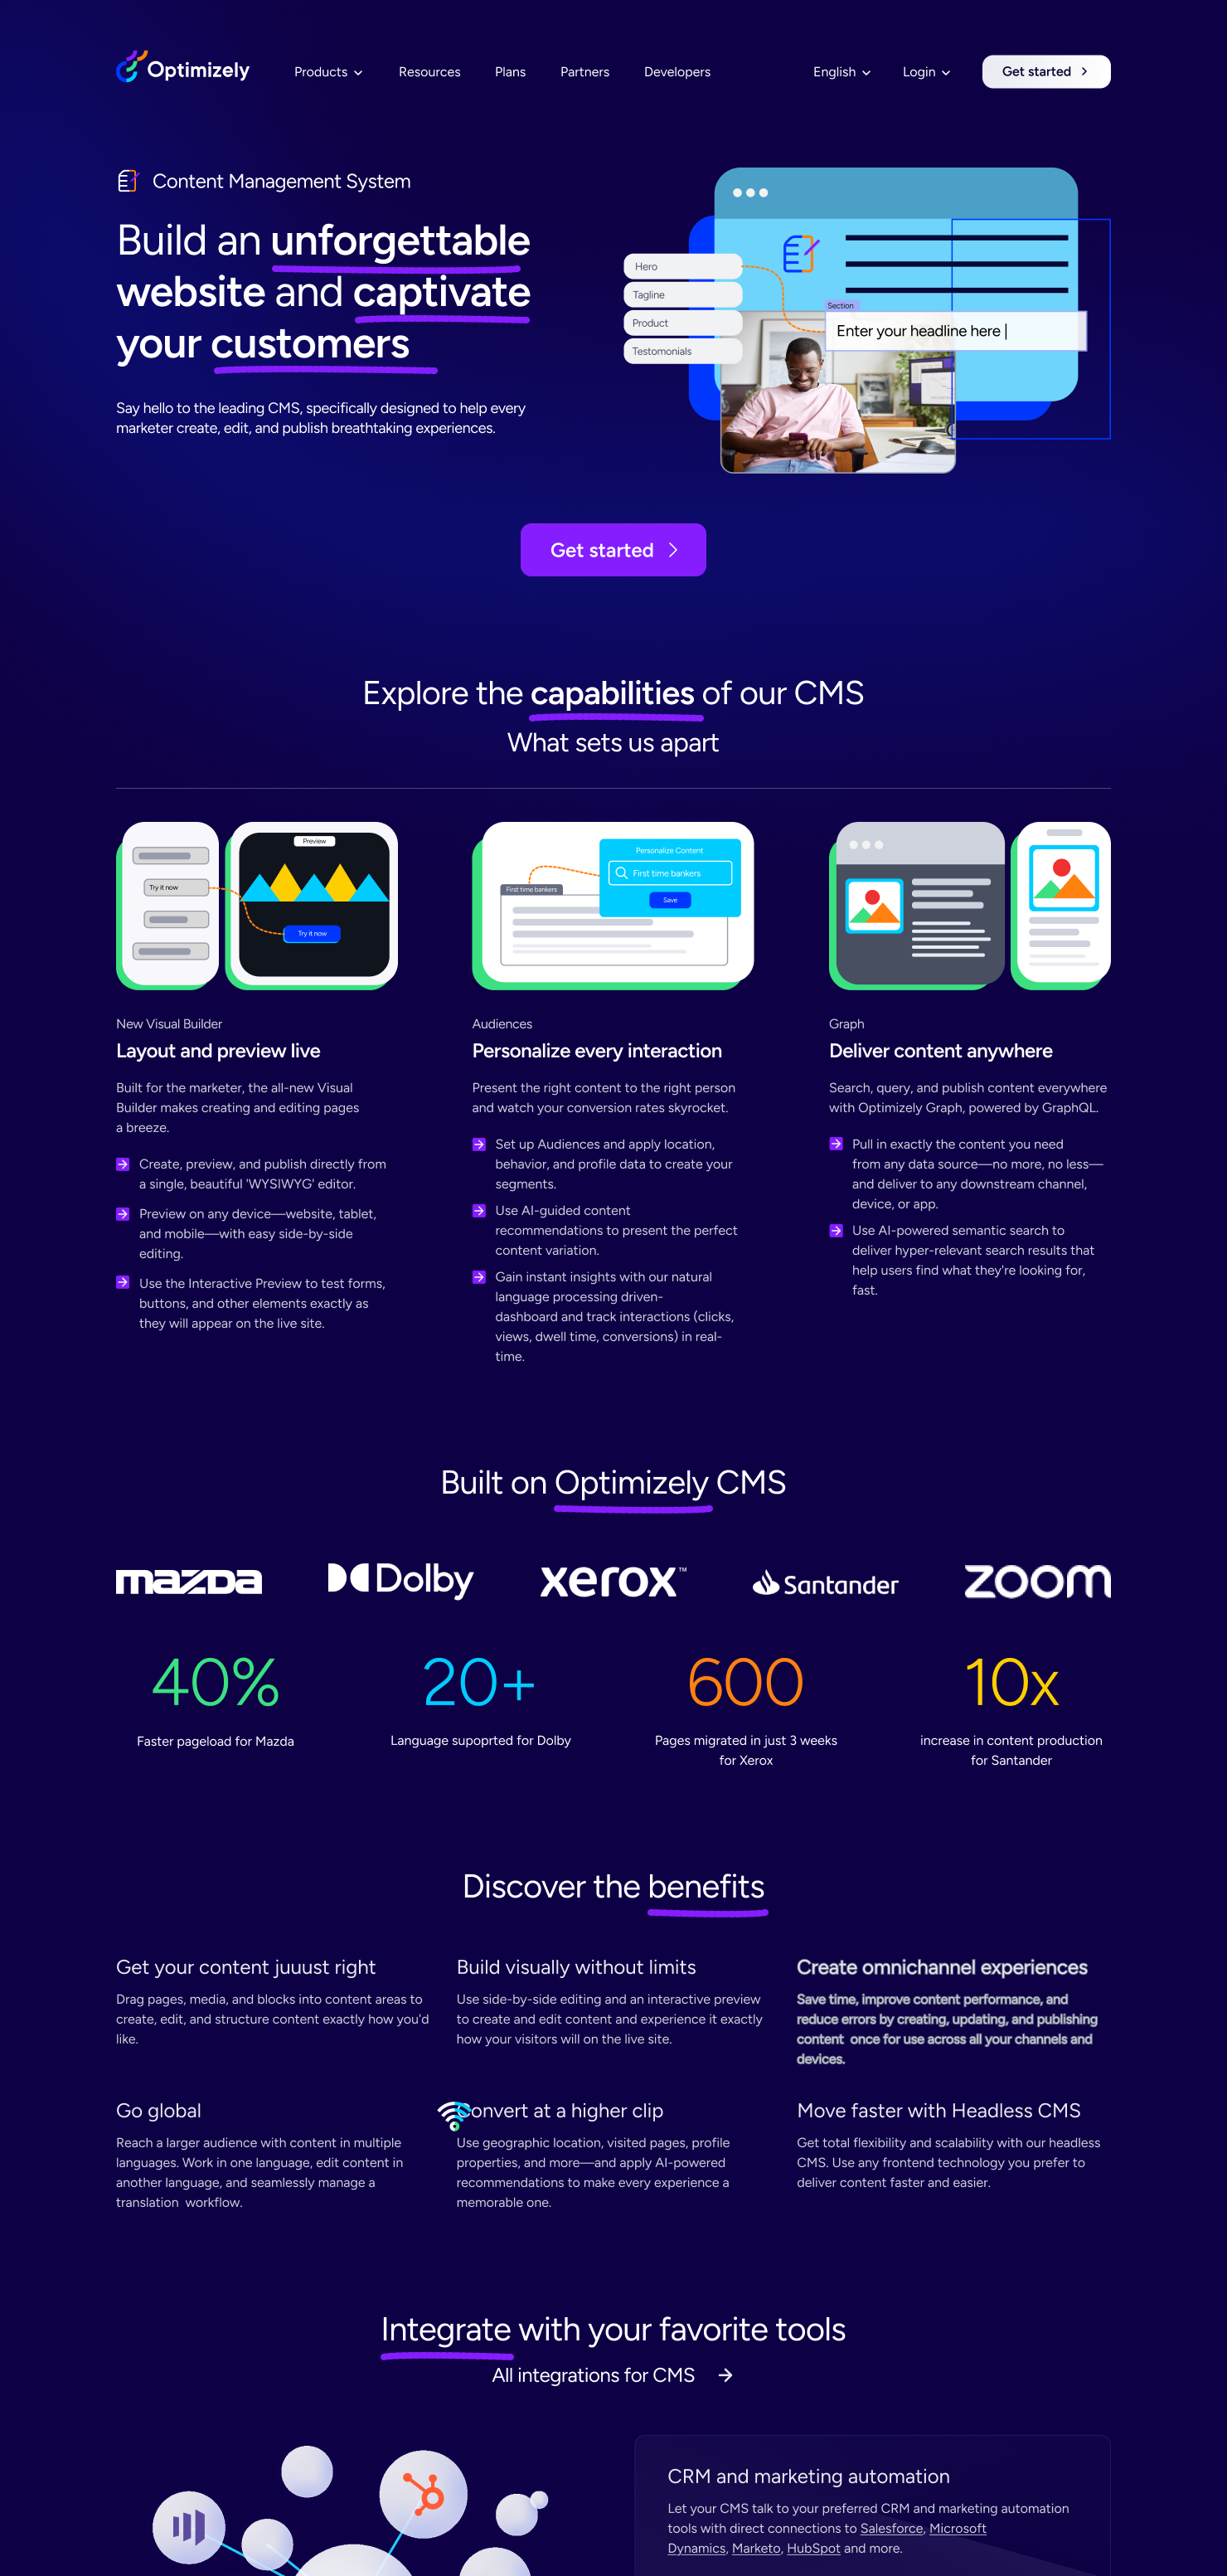 Optimizely
Products
Resources
Plans
Partners
Developers
English
Login
Get started
Content Management System
Build an unforgettable
website and captivate
your customers
Say hello to the leading CMS, specifically designed to help every
marketer create, edit, and publish breathtaking experiences.
Hero
Tagline
Product
Testomonials
Section
Enter your headline here |
Get started
Explore the capabilities of our CMS
What sets us apart
Try it now
Preview
Try it now
First time bankers
Personalize Content
First time bankers
Save
New Visual Builder
Layout and preview live
Built for the marketer, the all-new Visual
Builder makes creating and editing pages
a breeze.
Create, preview, and publish directly from
a single, beautiful 'WYSIWYG' editor.
Preview on any device—website, tablet,
and mobile—with easy side-by-side
editing.
Use the Interactive Preview to test forms,
buttons, and other elements exactly as
they will appear on the live site.
Audiences
Personalize every interaction
Present the right content to the right person
and watch your conversion rates skyrocket.
Set up Audiences and apply location,
behavior, and profile data to create your
segments.
Use AI-guided content
recommendations to present the perfect
content variation.
Gain instant insights with our natural
language processing driven-
dashboard and track interactions (clicks,
views, dwell time, conversions) in real-
time.
Graph
Deliver content anywhere
Search, query, and publish content everywhere
with Optimizely Graph, powered by GraphQL.
Pull in exactly the content you need
from any data source—no more, no less—
and deliver to any downstream channel,
device, or app.
Use AI-powered semantic search to
deliver hyper-relevant search results that
help users find what they're looking for,
fast.
Built on Optimizely CMS
mazda
Dolby
xerox™
Santander
zoom
40%
Faster pageload for Mazda
20+
Language supoprted for Dolby
600
Pages migrated in just 3 weeks
for Xerox
10x
increase in content production
for Santander
Discover the benefits
Get your content juuust right
Drag pages, media, and blocks into content areas to
create, edit, and structure content exactly how you'd
like.
Build visually without limits
Use side-by-side editing and an interactive preview
to create and edit content and experience it exactly
how your visitors will on the live site.
Create omnichannel experiences
Save time, improve content performance, and
reduce errors by creating, updating, and publishing
content once for use across all your channels and
devices.
Go global
Reach a larger audience with content in multiple
languages. Work in one language, edit content in
another language, and seamlessly manage a
translation workflow.
Convert at a higher clip
Use geographic location, visited pages, profile
properties, and more—and apply AI-powered
recommendations to make every experience a
memorable one.
Move faster with Headless CMS
Get total flexibility and scalability with our headless
CMS. Use any frontend technology you prefer to
deliver content faster and easier.
Integrate with your favorite tools
All integrations for CMS
CRM and marketing automation
Let your CMS talk to your preferred CRM and marketing automation
tools with direct connections to Salesforce, Microsoft
Dynamics, Marketo, HubSpot and more.